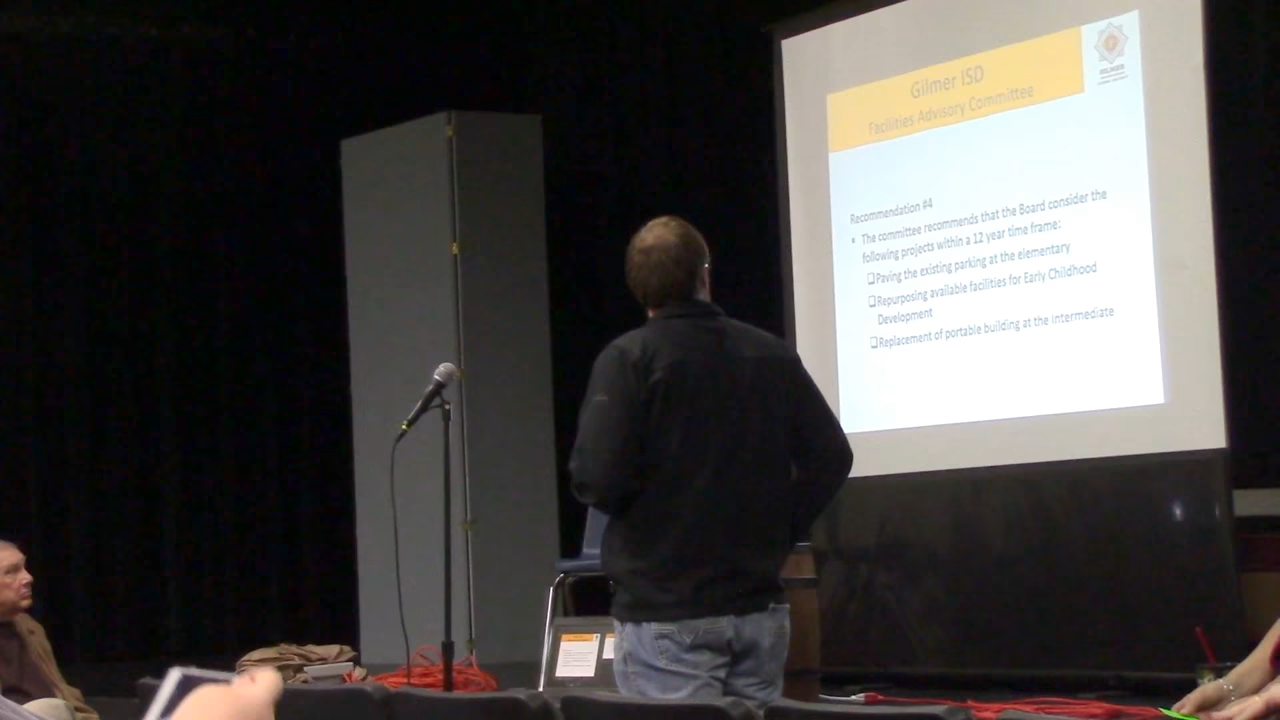 Gilmer ISD
Facilities Advisory Committee
GILMER
Recommendation #4
• The committee recommends that the Board consider the
following projects within a 12 year time frame:
❑Paving the existing parking at the elementary
❑Repurposing available facilities for Early Childhood
Development
❑Replacement of portable building at the Intermediate